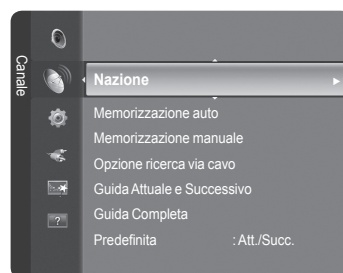 Canale
Nazione
Memorizzazione auto
Memorizzazione manuale
Opzione ricerca via cavo
Guida Attuale e Successivo
Guida Completa
Predefinita : Att./Succ.
?